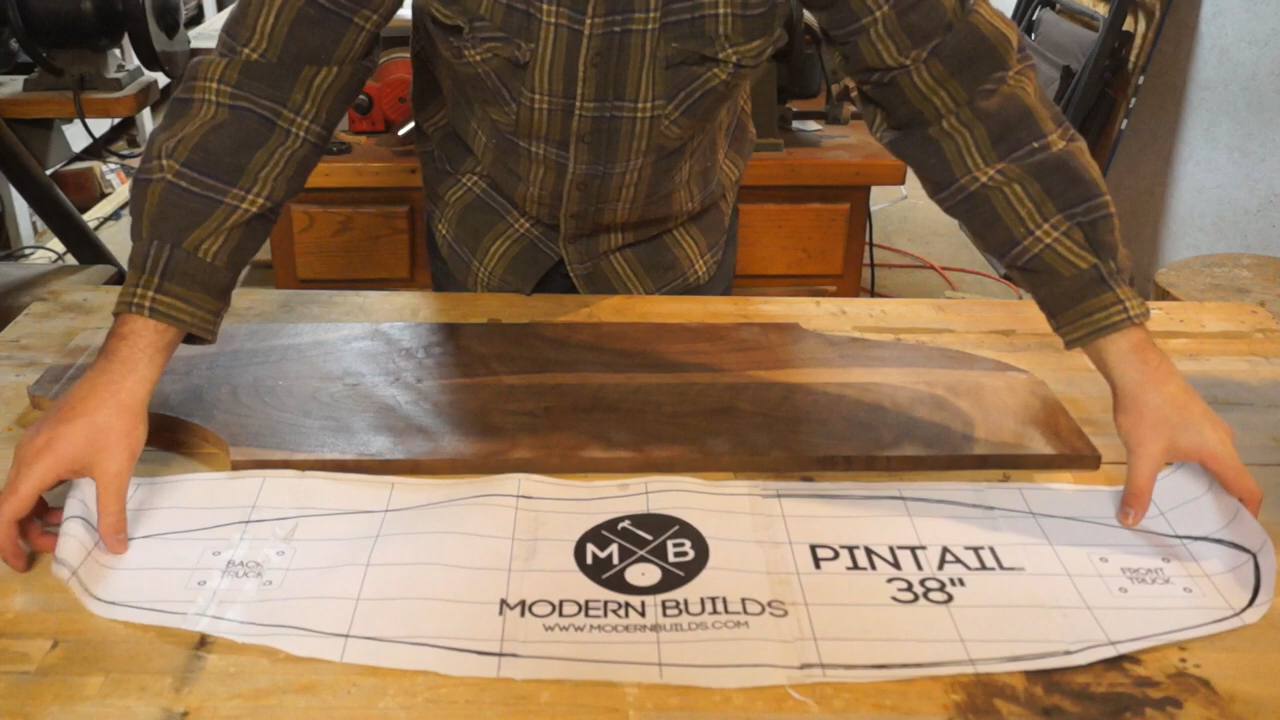 M B
MODERN BUILDS
WWW.MODERNBUILDS.COM
PINTAIL
38"
BACK
TRUCK
FRONT
TRUCK